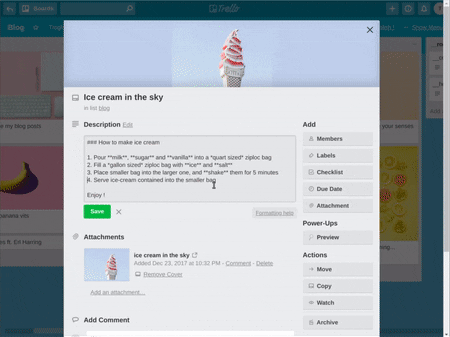 Boards
Trello
Blog
Ice cream in the sky
in list blog
Description Edit
### How to make ice cream
1. Pour **milk**, **sugar** and **vanilla** into a *quart sized* ziploc bag
2. Fill a *gallon sized* ziploc bag with **ice** and **salt**
3. Place smaller bag into the larger one, and **shake** them for 5 minutes
4. Serve ice-cream contained into the smaller bag
Enjoy !
Save
Formatting help
Attachments
ice cream in the sky
Added Dec 23, 2017 at 10:32 PM - Comment - Delete
Remove Cover
Add an attachment...
Add Comment
Add
Members
Labels
Checklist
Due Date
Attachment
Power-Ups
Preview
Actions
Move
Copy
Watch
Archive
my blog posts
your senses